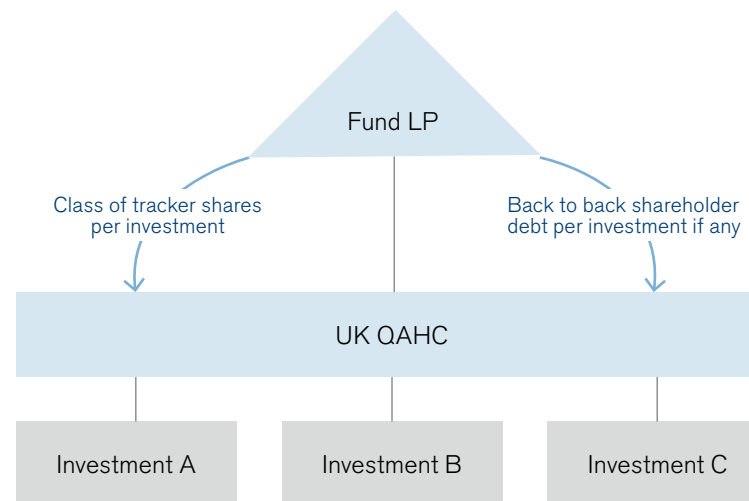 Fund LP
Class of tracker shares
per investment
Back to back shareholder
debt per investment if any
UK QAHC
Investment A
Investment B
Investment C